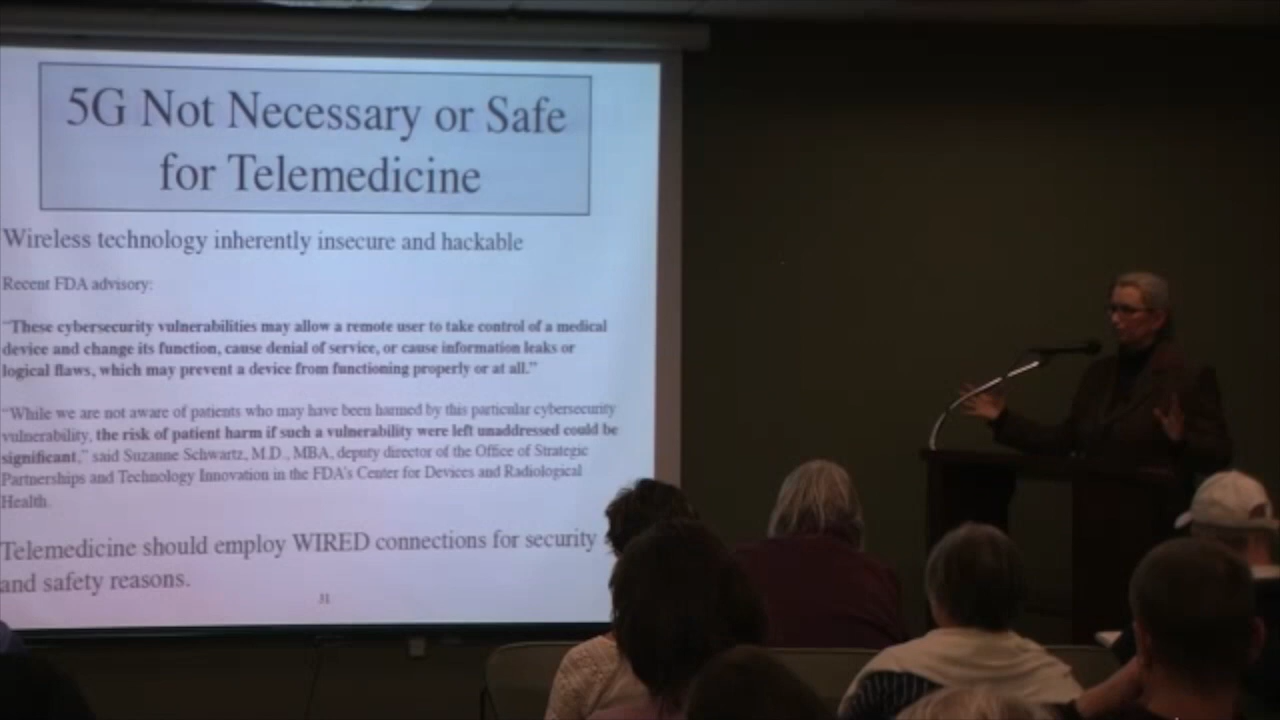 5G Not Necessary or Safe
for Telemedicine
Wireless technology inherently insecure and hackable
Recent FDA advisory:
“These cybersecurity vulnerabilities may allow a remote user to take control of a medical
device and change its function, cause denial of service, or cause information leaks or
logical flaws, which may prevent a device from functioning properly or at all.”
“While we are not aware of patients who may have been harmed by this particular cybersecurity
vulnerability, the risk of patient harm if such a vulnerability were left unaddressed could be
significant,” said Suzanne Schwartz, M.D., MBA, deputy director of the Office of Strategic
Partnerships and Technology Innovation in the FDA's Center for Devices and Radiological
Health.
Telemedicine should employ WIRED connections for security
and safety reasons.
31